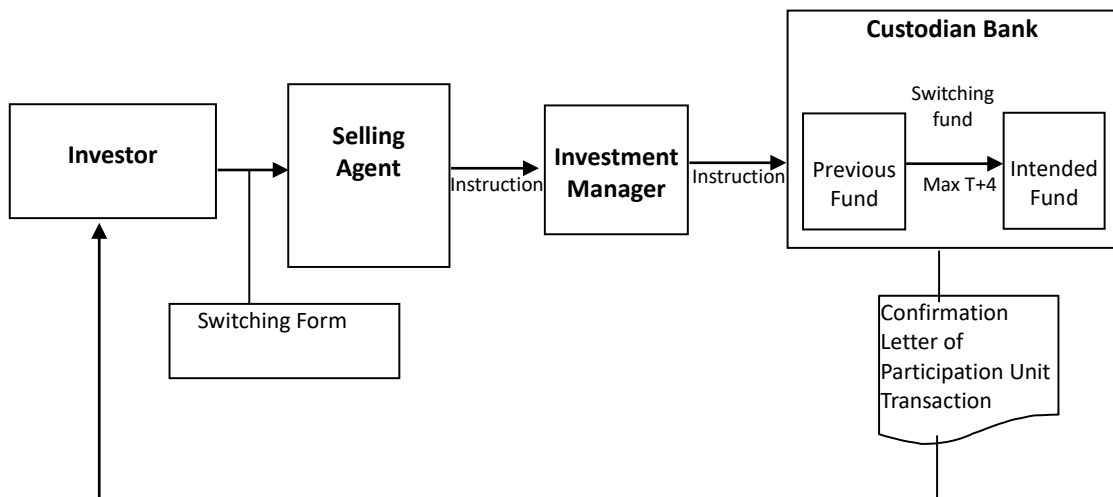 Custodian Bank
Investor
Selling
Agent
Instruction
Investment
Manager
Instruction
Switching
fund
Previous
Fund
Max T+4
Intended
Fund
Switching Form
Confirmation
Letter of
Participation Unit
Transaction